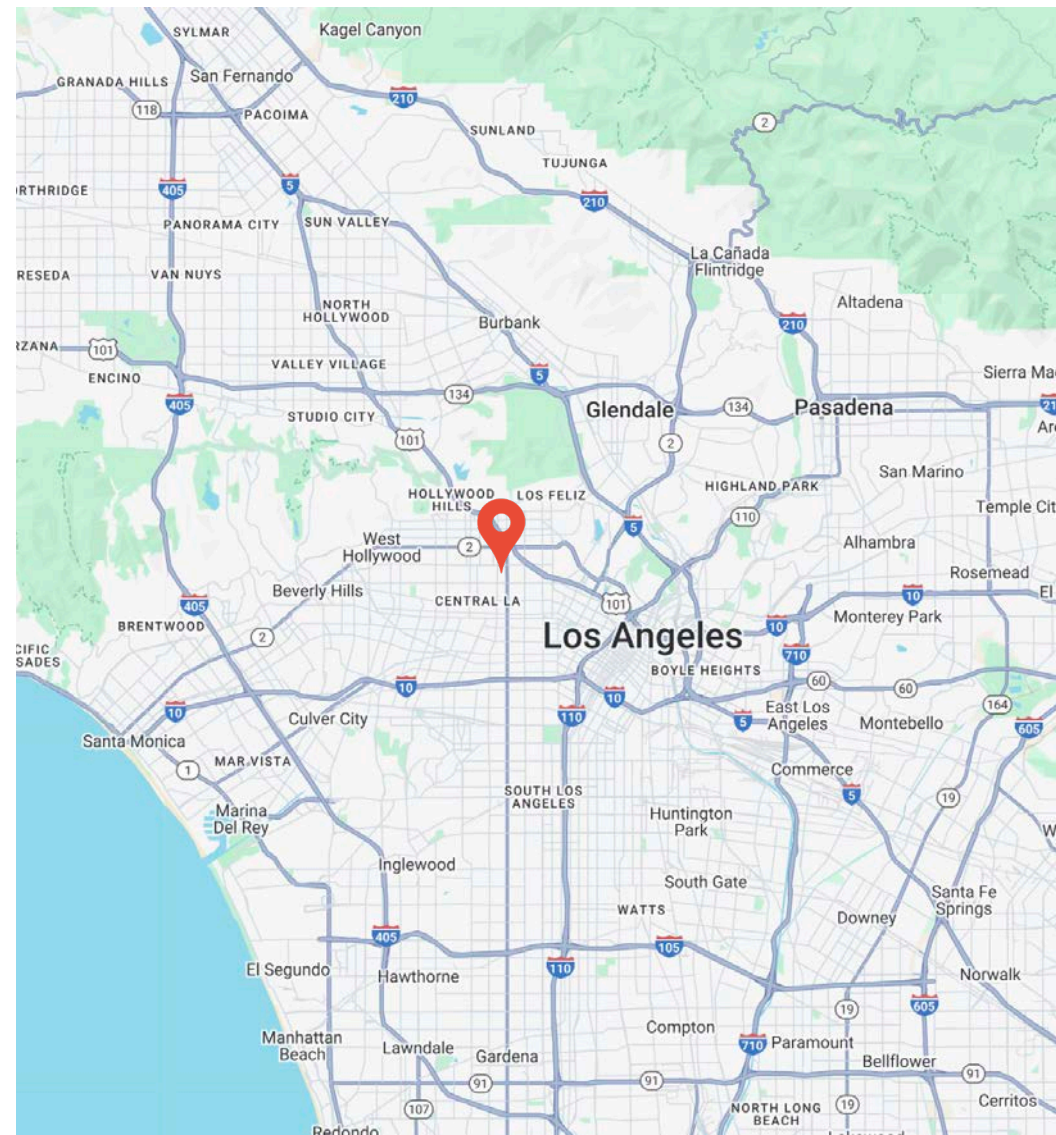 SYLMAR
Kagel Canyon
GRANADA HILLS
San Fernando
210
118
PACOIMA
SUNLAND
2
TUJUNGA
RTHRIDGE
405
5
210
PANORAMA CITY
SUN VALLEY
La Cañada
Flintridge
RESEDA
VAN NUYS
NORTH
HOLLYWOOD
Altadena
Burbank
210
RZANA
101
VALLEY VILLAGE
5
Sierra Ma
ENCINO
134
405
STUDIO CITY
Glendale
134
Pasadena
21
Ar
101
2
San Marino
HOLLYWOOD
HILLS
LOS FELIZ
HIGHLAND PARK
Temple Cit
110
5
West
Hollywood
2
Alhambra
Rosemead
Beverly Hills
CENTRAL LA
101
10
El
405
BRENTWOOD
Monterey Park
10
2
Los Angeles
CIFIC
SADES
710
BOYLE HEIGHTS
60
60
10
10
164
10
110
5
East Los
Angeles
Montebello
605
Culver City
Santa Monica
MAR VISTA
1
Commerce
SOUTH LOS
ANGELES
5
19
Marina
Del Rey
Huntington
Park
W
Inglewood
South Gate
Santa Fe
Springs
WATTS
Downey
405
105
El Segundo
Hawthorne
110
Norwalk
19
605
Manhattan
Beach
Lawndale
Gardena
Compton
710
Paramount
Bellflower
91
91
91
107
NORTH LONG
BEACH
19
Cerritos
Redondo